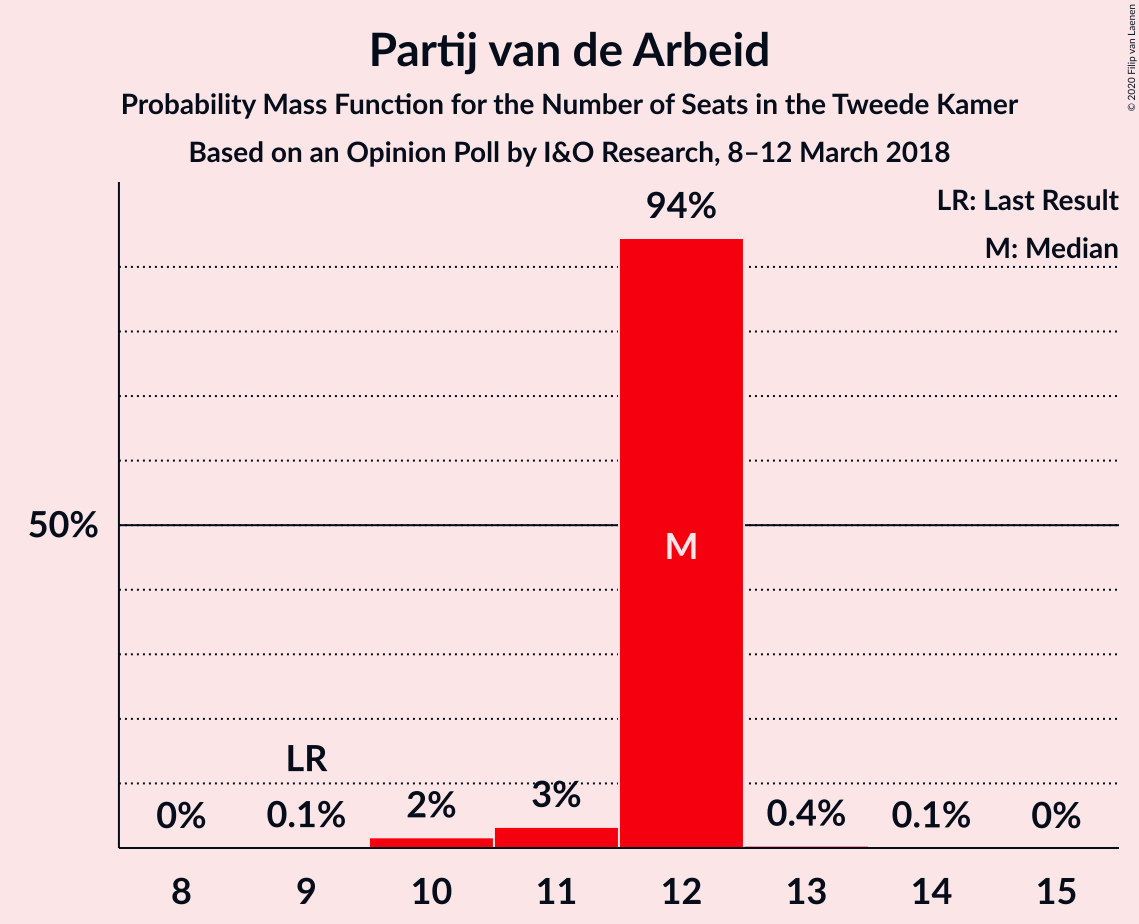 Partij van de Arbeid
Probability Mass Function for the Number of Seats in the Tweede Kamer
Based on an Opinion Poll by I&O Research, 8–12 March 2018
© 2020 Filip van Laenen
LR: Last Result
M: Median
94%
50%
M
LR
0%
0.1%
2%
3%
0.4%
0.1%
0%
8
9
10
11
12
13
14
15